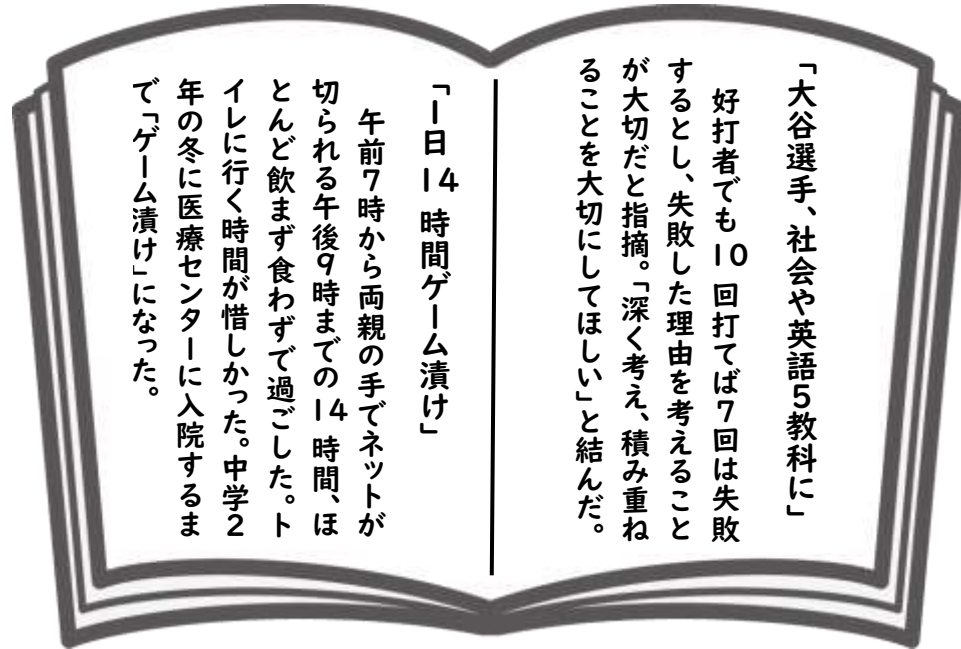 「大谷選手、社会や英語5教科に」
好打者でも10回打てば7回は失敗
するとし、失敗した理由を考えること
が大切だと指摘。「深く考え、積み重ね
ることを大切にしてほしい」と結んだ。
「1日14時間ゲーム漬け」
午前7時から両親の手でネットが
切られる午後9時までの14時間、ほ
とんど飲まず食わずで過ごした。ト
イレに行く時間が惜しかった。中学2
年の冬に医療センターに入院するま
で「ゲーム漬け」になった。